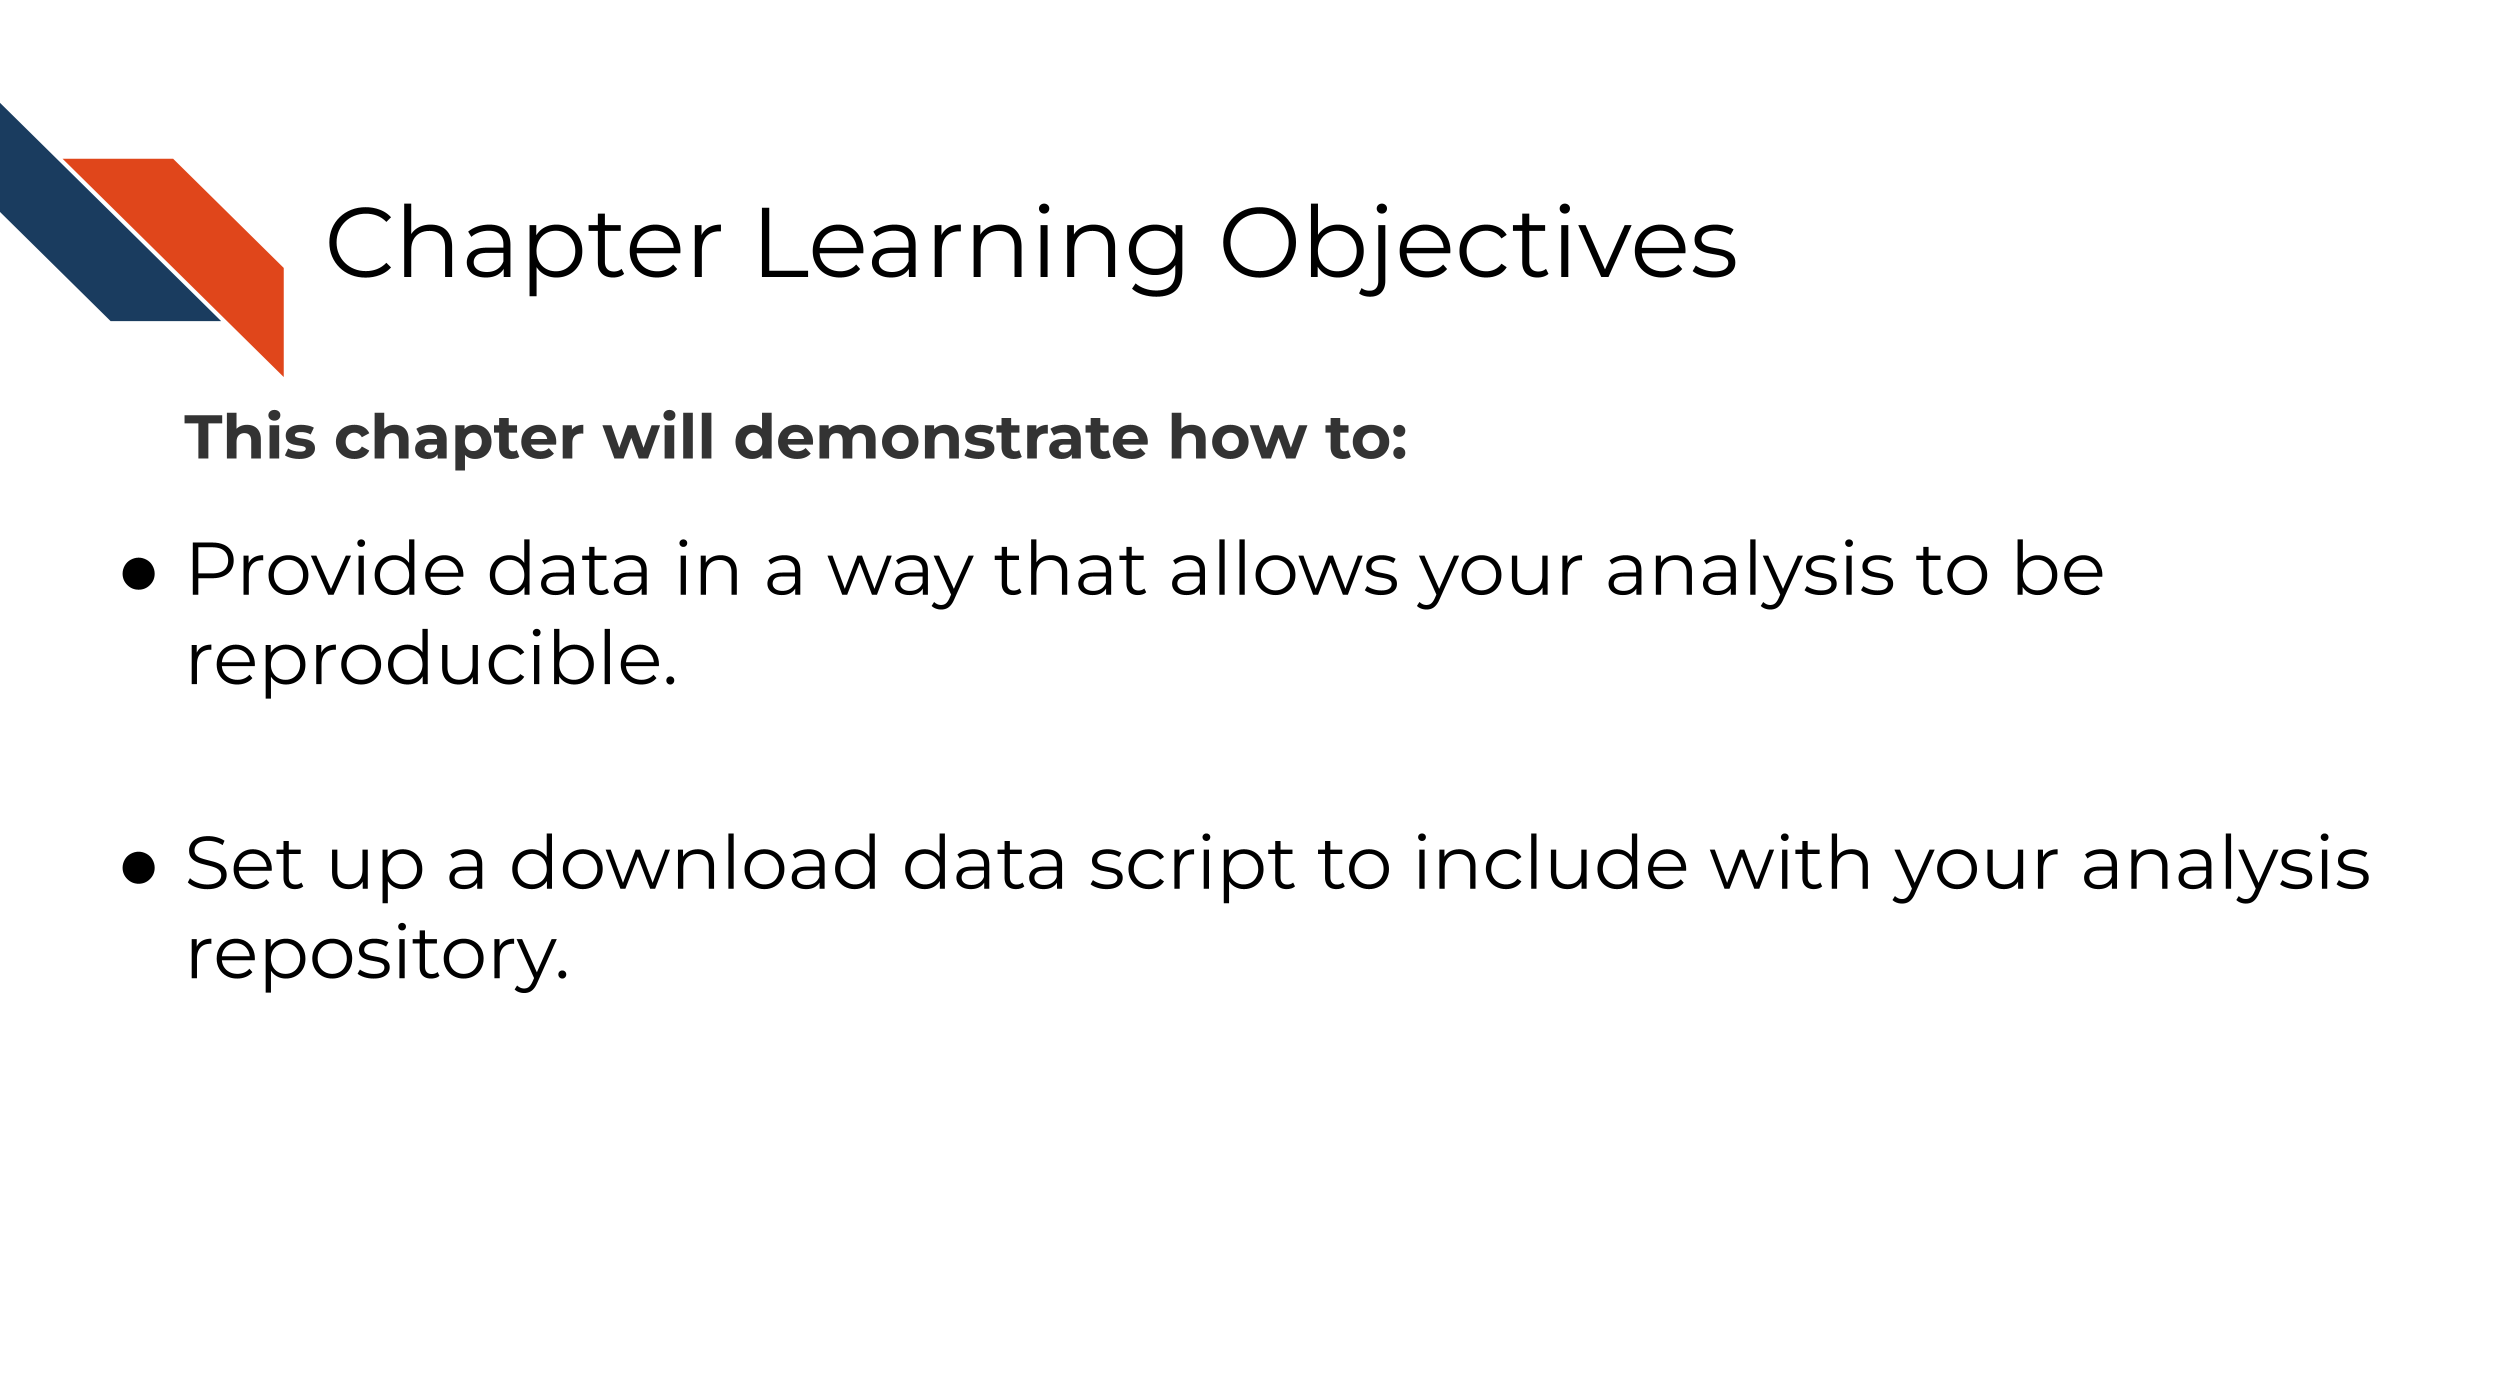 Chapter Learning Objectives
This chapter will demonstrate how to:
● Provide data in a way that allows your analysis to be
reproducible.
● Set up a download data script to include with your analysis
repository.